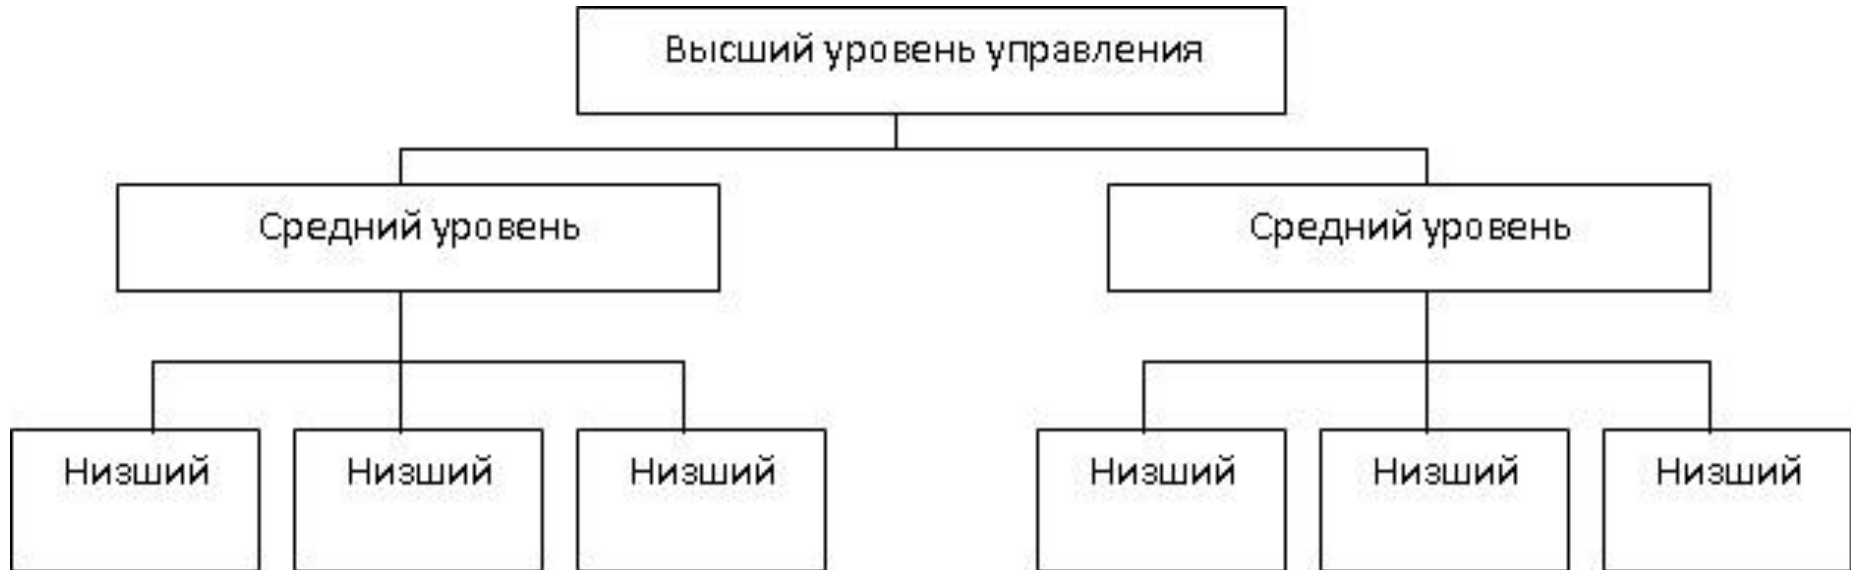 Высший уровень управления
Средний уровень
Средний уровень
Низший
Низший
Низший
Низший
Низший
Низший